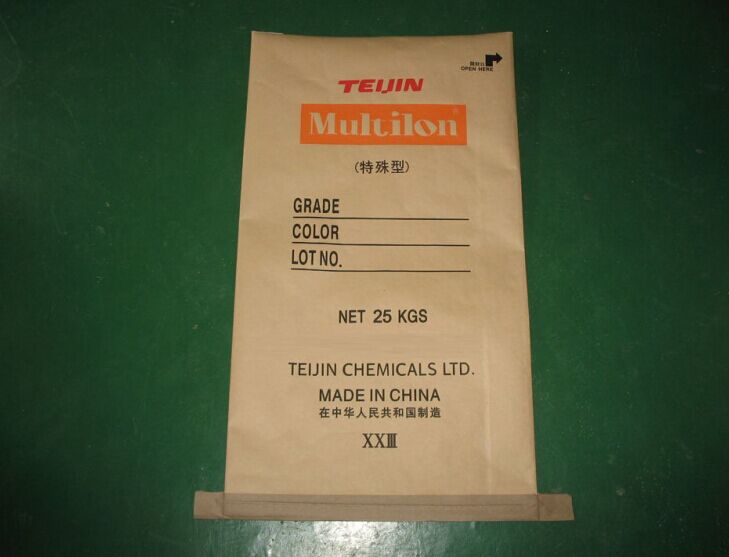 OPEN HERE
TEIJIN
Multilon®
(特殊型)
GRADE
COLOR
LOT NO.
NET 25 KGS
TEIJIN CHEMICALS LTD.
MADE IN CHINA
在中华人民共和国制造
XXIII